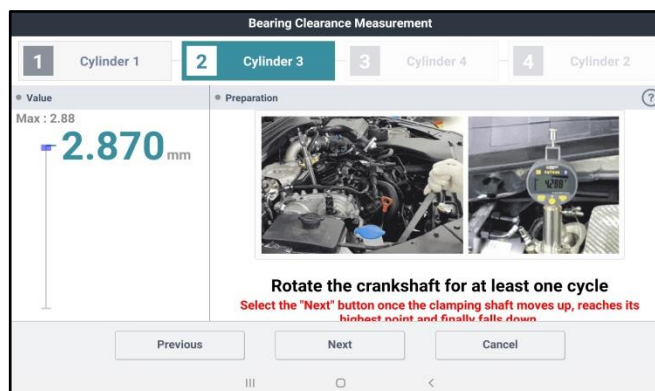 Bearing Clearance Measurement
1 Cylinder 1 2 Cylinder 3 3 Cylinder 4 4 Cylinder 2
Value
Preparation
?
Max : 2.88
2.870 mm
Rotate the crankshaft for at least one cycle
Select the "Next" button once the clamping shaft moves up, reaches its
highest point and finally falls down
Previous Next Cancel